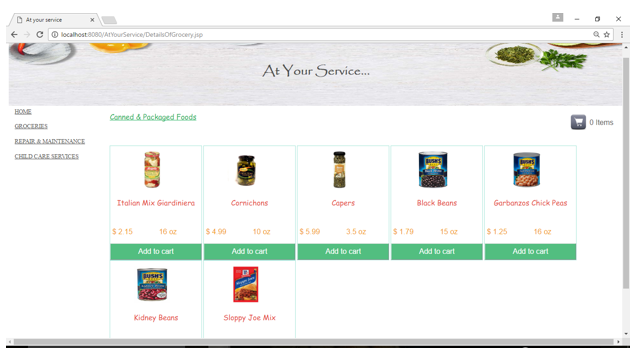 At your service
localhost:8080/AtYourService/DetailsOfGrocery.jsp
At Your Service...
HOME
GROCERIES
REPAIR & MAINTENANCE
CHILD CARE SERVICES
Canned & Packaged Foods
0 Items
Italian Mix Giardiniera
$ 2.15 16 oz
Add to cart
Cornichons
$ 4.99 10 oz
Add to cart
Capers
$ 5.99 3.5 oz
Add to cart
BUSH'S
Black Beans
$ 1.79 15 oz
Add to cart
BUSH'S
Garbanzos Chick Peas
$ 1.25 16 oz
Add to cart
BUSH'S
Kidney Beans
Sloppy Joe Mix